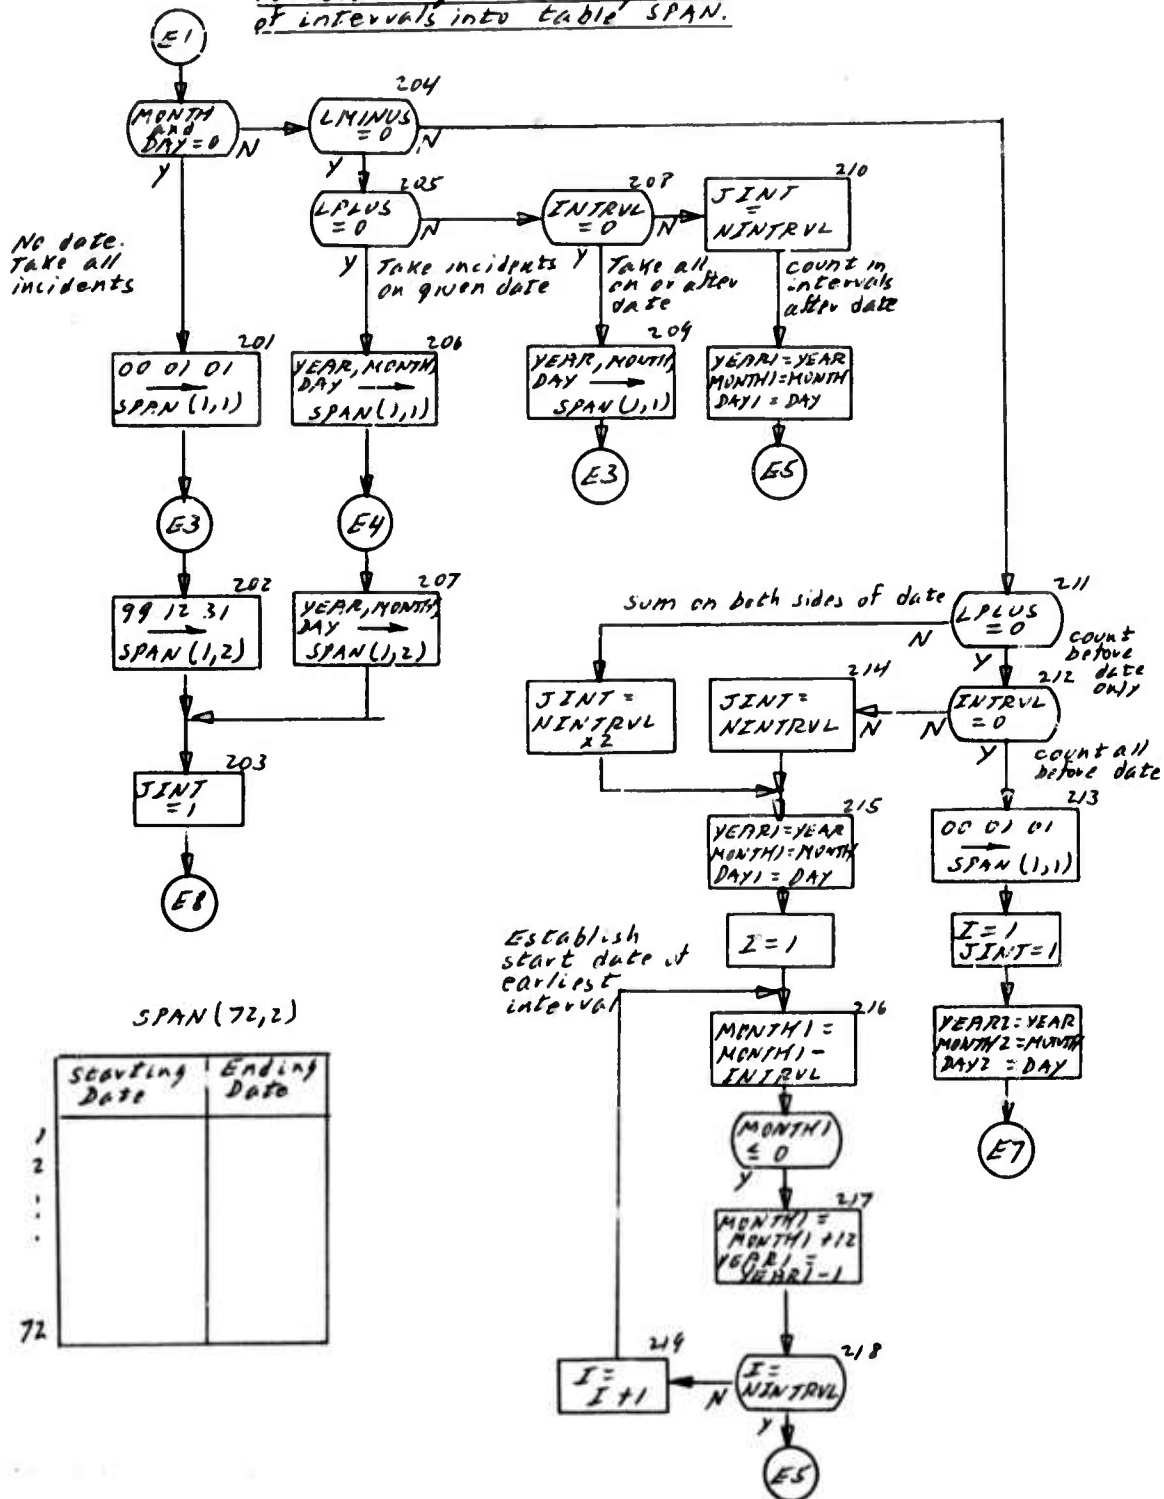 of intervals into table SPAN.
E1
MONTH
and
DAY = 0
N
Y
204
LMINUS
= 0
N
Y
205
LPLUS
= 0
N
Y
208
INTRVL
= 0
N
Y
210
JINT
=
NINTRVL
No date.
Take all
incidents
Take incidents
on given date
Take all
on or after
date
count in
intervals
after date
201
00 01 01
SPAN (1,1)
206
YEAR, MONTH,
DAY
SPAN (1,1)
209
YEAR, MONTH,
DAY
SPAN (1,1)
YEAR1 = YEAR
MONTH1 = MONTH
DAY1 = DAY
E3
E5
E3
E4
202
99 12 31
SPAN (1,2)
207
YEAR, MONTH,
DAY
SPAN (1,2)
203
JINT
= 1
E8
211
LPLUS
= 0
N
Y
sum on both sides of date
count
before
date
only
212
INTRVL
= 0
N
Y
214
JINT =
NINTRVL
N
JINT =
NINTRVL
x 2
count all
before date
213
00 01 01
SPAN (1,1)
215
YEAR1 = YEAR
MONTH1 = MONTH
DAY1 = DAY
I = 1
I = 1
JINT = 1
Establish
start date of
earliest
interval
216
MONTH1 =
MONTH1 -
INTRVL
YEAR2 = YEAR
MONTH2 = MONTH
DAY2 = DAY
E7
MONTH1
≤ 0
Y
217
MONTH1 =
MONTH1 + 12
YEAR1 =
YEAR1 - 1
218
I =
NINTRVL
N
Y
219
I =
I + 1
E5
SPAN (72,2)
Starting
Date
Ending
Date
1
2
.
.
.
72